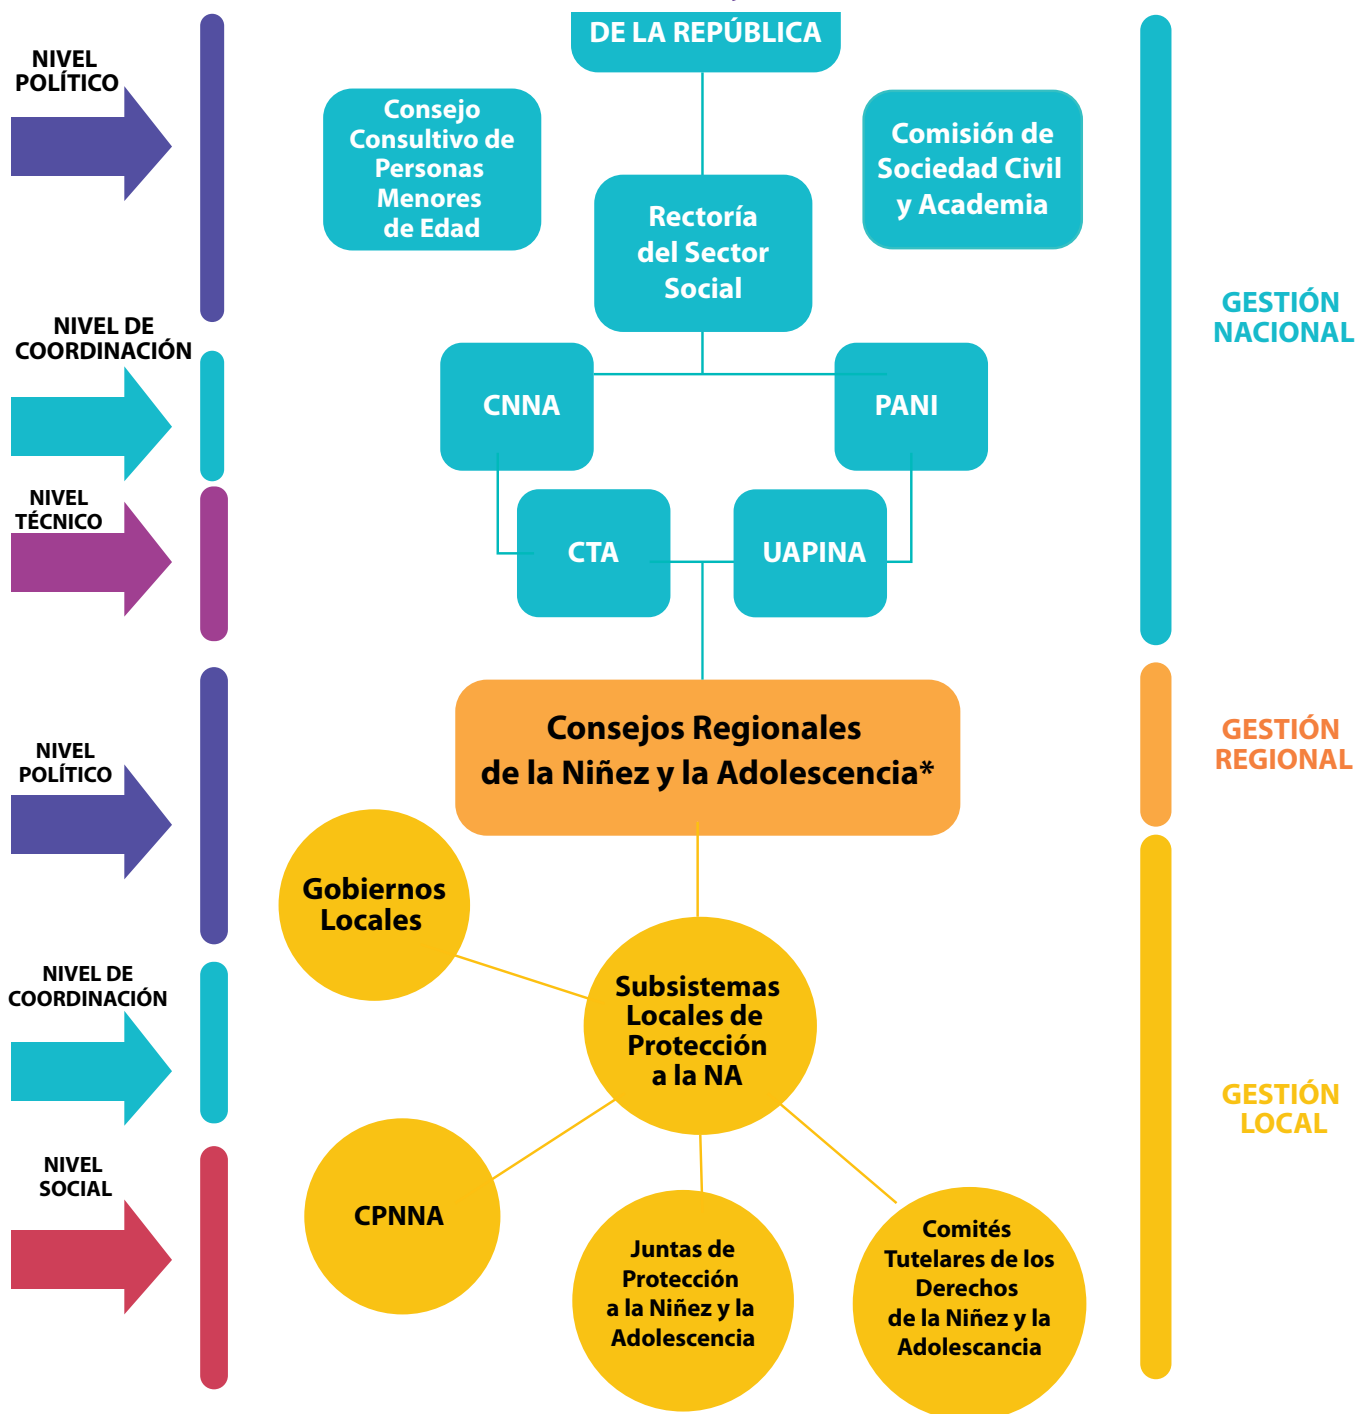 DE LA REPÚBLICA
NIVEL
POLÍTICO
Consejo
Consultivo de
Personas
Menores
de Edad
Comisión de
Sociedad Civil
y Academia
Rectoría
del Sector
Social
GESTIÓN
NACIONAL
NIVEL DE
COORDINACIÓN
CNNA
PANI
NIVEL
TÉCNICO
CTA
UAPINA
Consejos Regionales
de la Niñez y la Adolescencia*
GESTIÓN
REGIONAL
NIVEL
POLÍTICO
Gobiernos
Locales
NIVEL DE
COORDINACIÓN
Subsistemas
Locales de
Protección
a la NA
GESTIÓN
LOCAL
NIVEL
SOCIAL
CPNNA
Juntas de
Protección
a la Niñez y la
Adolescencia
Comités
Tutelares de los
Derechos
de la Niñez y la
Adolescancia